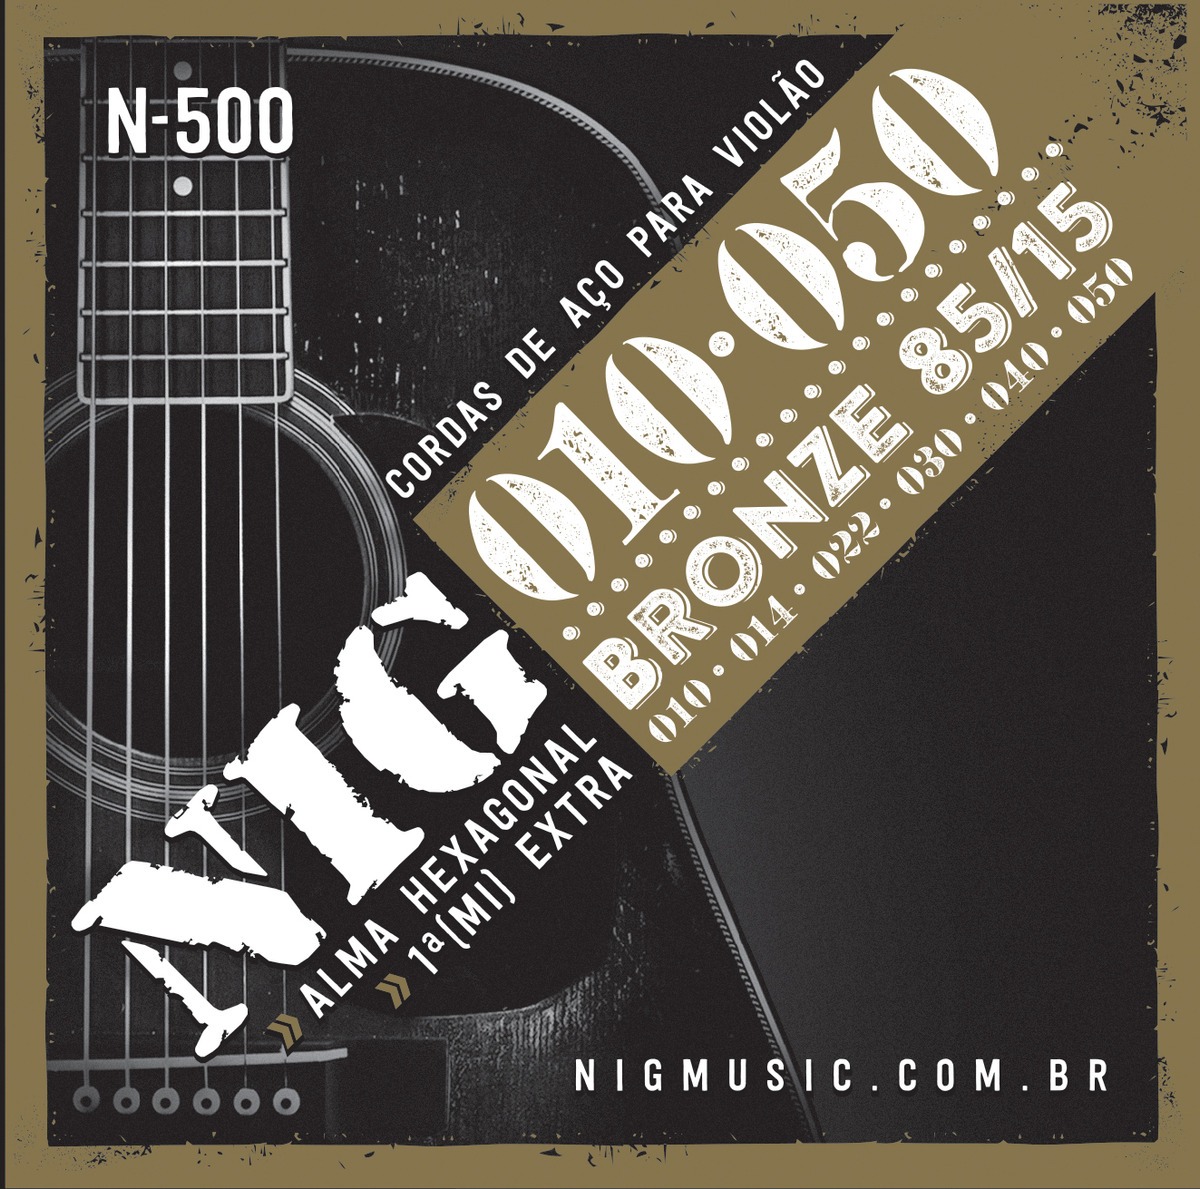 N-500
CORDAS DE AÇO PARA VIOLÃO
010·050
BRONZE 85/15
010 · 014 · 022 · 030 · 040 · 050
NIG
ALMA HEXAGONAL
1ª(MI) EXTRA
NIGMUSIC.COM.BR